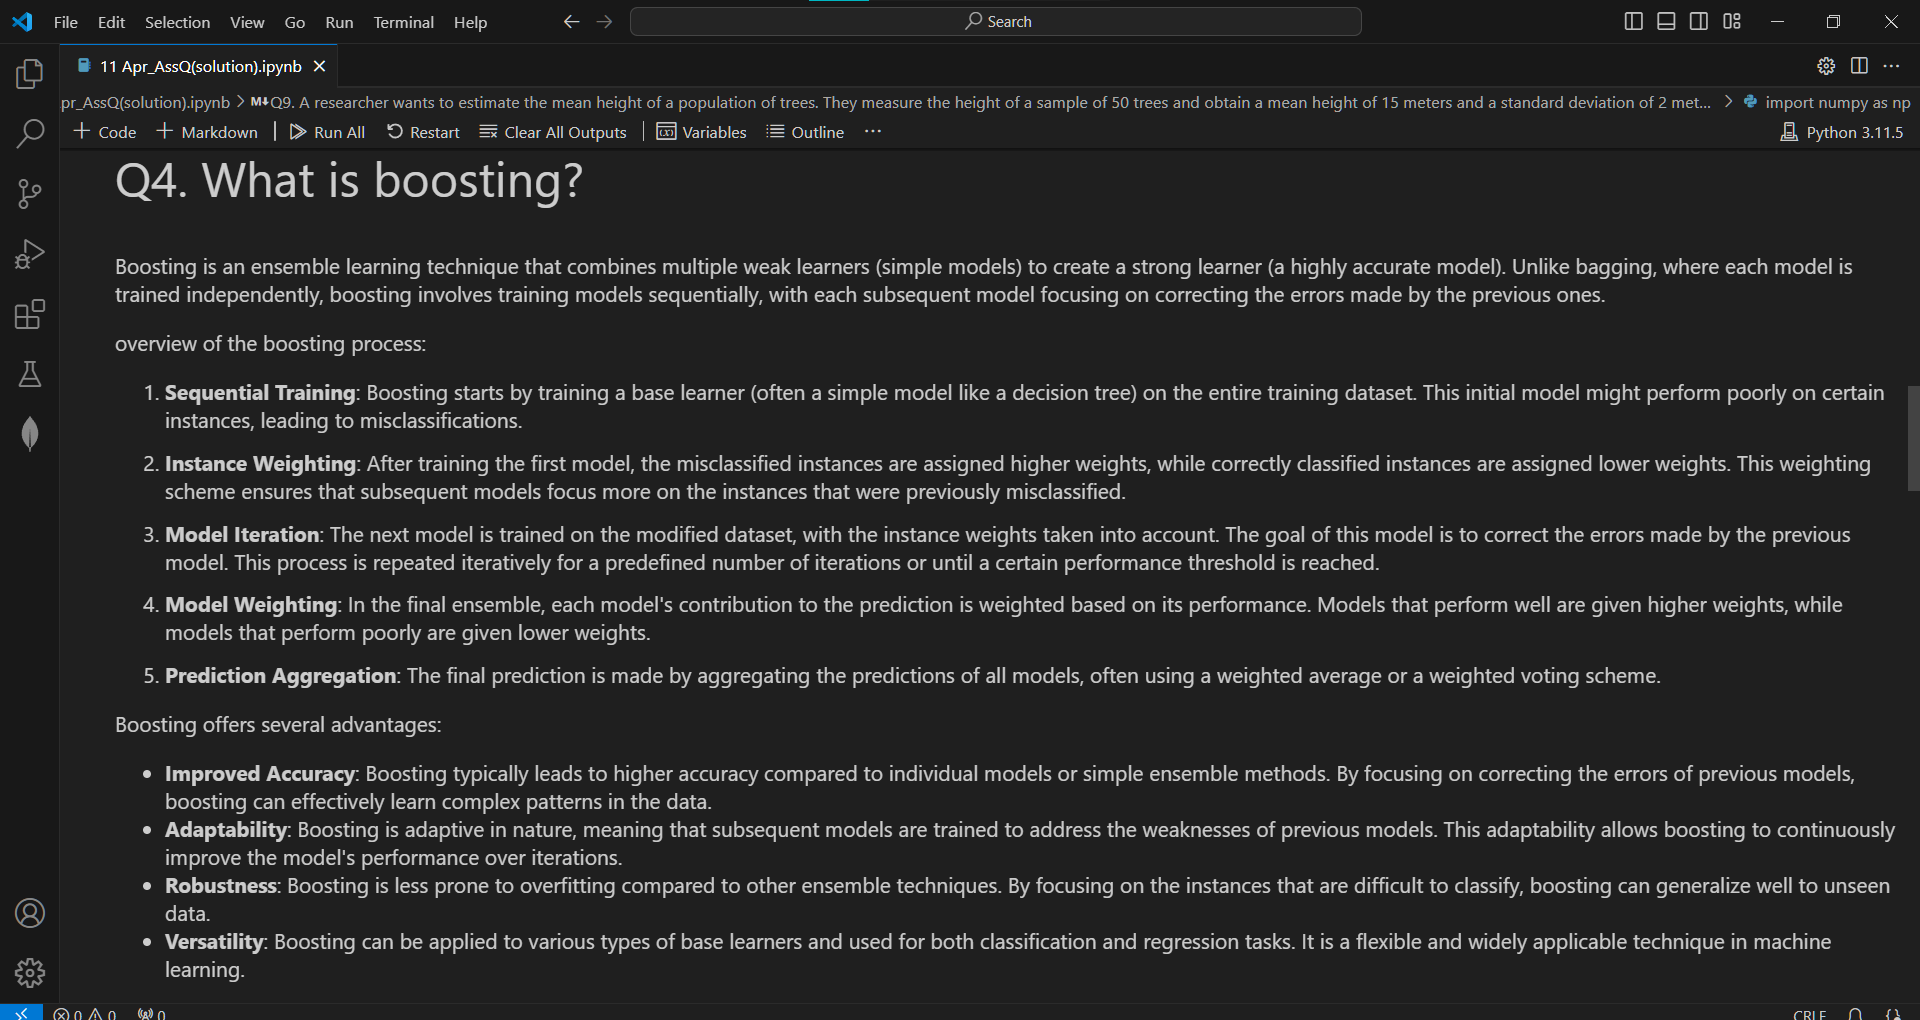 File Edit Selection View Go Run Terminal Help
Search
11 Apr_AssQ(solution).ipynb
pr_AssQ(solution).ipynb > M↓Q9. A researcher wants to estimate the mean height of a population of trees. They measure the height of a sample of 50 trees and obtain a mean height of 15 meters and a standard deviation of 2 met... > import numpy as np
+ Code + Markdown | Run All Restart Clear All Outputs | Variables Outline ...
Python 3.11.5
Q4. What is boosting?
Boosting is an ensemble learning technique that combines multiple weak learners (simple models) to create a strong learner (a highly accurate model). Unlike bagging, where each model is
trained independently, boosting involves training models sequentially, with each subsequent model focusing on correcting the errors made by the previous ones.
overview of the boosting process:
1. Sequential Training: Boosting starts by training a base learner (often a simple model like a decision tree) on the entire training dataset. This initial model might perform poorly on certain
instances, leading to misclassifications.
2. Instance Weighting: After training the first model, the misclassified instances are assigned higher weights, while correctly classified instances are assigned lower weights. This weighting
scheme ensures that subsequent models focus more on the instances that were previously misclassified.
3. Model Iteration: The next model is trained on the modified dataset, with the instance weights taken into account. The goal of this model is to correct the errors made by the previous
model. This process is repeated iteratively for a predefined number of iterations or until a certain performance threshold is reached.
4. Model Weighting: In the final ensemble, each model's contribution to the prediction is weighted based on its performance. Models that perform well are given higher weights, while
models that perform poorly are given lower weights.
5. Prediction Aggregation: The final prediction is made by aggregating the predictions of all models, often using a weighted average or a weighted voting scheme.
Boosting offers several advantages:
• Improved Accuracy: Boosting typically leads to higher accuracy compared to individual models or simple ensemble methods. By focusing on correcting the errors of previous models,
boosting can effectively learn complex patterns in the data.
• Adaptability: Boosting is adaptive in nature, meaning that subsequent models are trained to address the weaknesses of previous models. This adaptability allows boosting to continuously
improve the model's performance over iterations.
• Robustness: Boosting is less prone to overfitting compared to other ensemble techniques. By focusing on the instances that are difficult to classify, boosting can generalize well to unseen
data.
• Versatility: Boosting can be applied to various types of base learners and used for both classification and regression tasks. It is a flexible and widely applicable technique in machine
learning.
0 0 0
CRLF